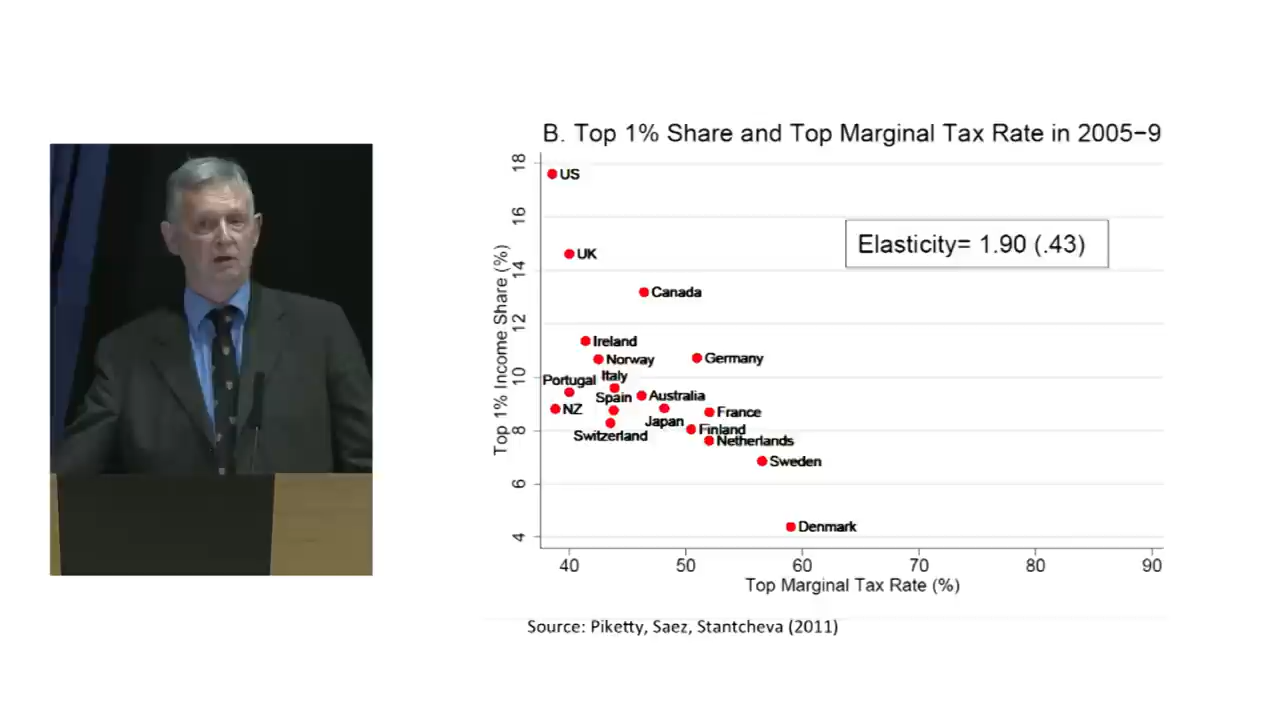 B. Top 1% Share and Top Marginal Tax Rate in 2005−9
Top 1% Income Share (%)
18
16
14
12
10
8
6
4
US
UK
Canada
Ireland
Norway
Germany
Italy
Portugal
Spain
Australia
NZ
Japan
France
Switzerland
Finland
Netherlands
Sweden
Denmark
Elasticity= 1.90 (.43)
40 50 60 70 80 90
Top Marginal Tax Rate (%)
Source: Piketty, Saez, Stantcheva (2011)